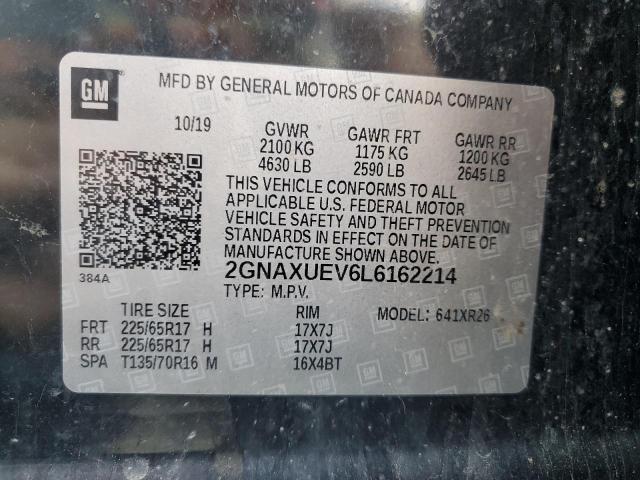 GM
MFD BY GENERAL MOTORS OF CANADA COMPANY
10/19 GVWR GAWR FRT GAWR RR
2100 KG 1175 KG 1200 KG
4630 LB 2590 LB 2645 LB
THIS VEHICLE CONFORMS TO ALL
APPLICABLE U.S. FEDERAL MOTOR
VEHICLE SAFETY AND THEFT PREVENTION
STANDARDS IN EFFECT ON THE DATE OF
MANUFACTURE SHOWN ABOVE.
384A 2GNAXUEV6L6162214
TYPE: M.P.V.
TIRE SIZE RIM MODEL: 641XR26
FRT 225/65R17 H 17X7J
RR 225/65R17 H 17X7J
SPA T135/70R16 M 16X4BT